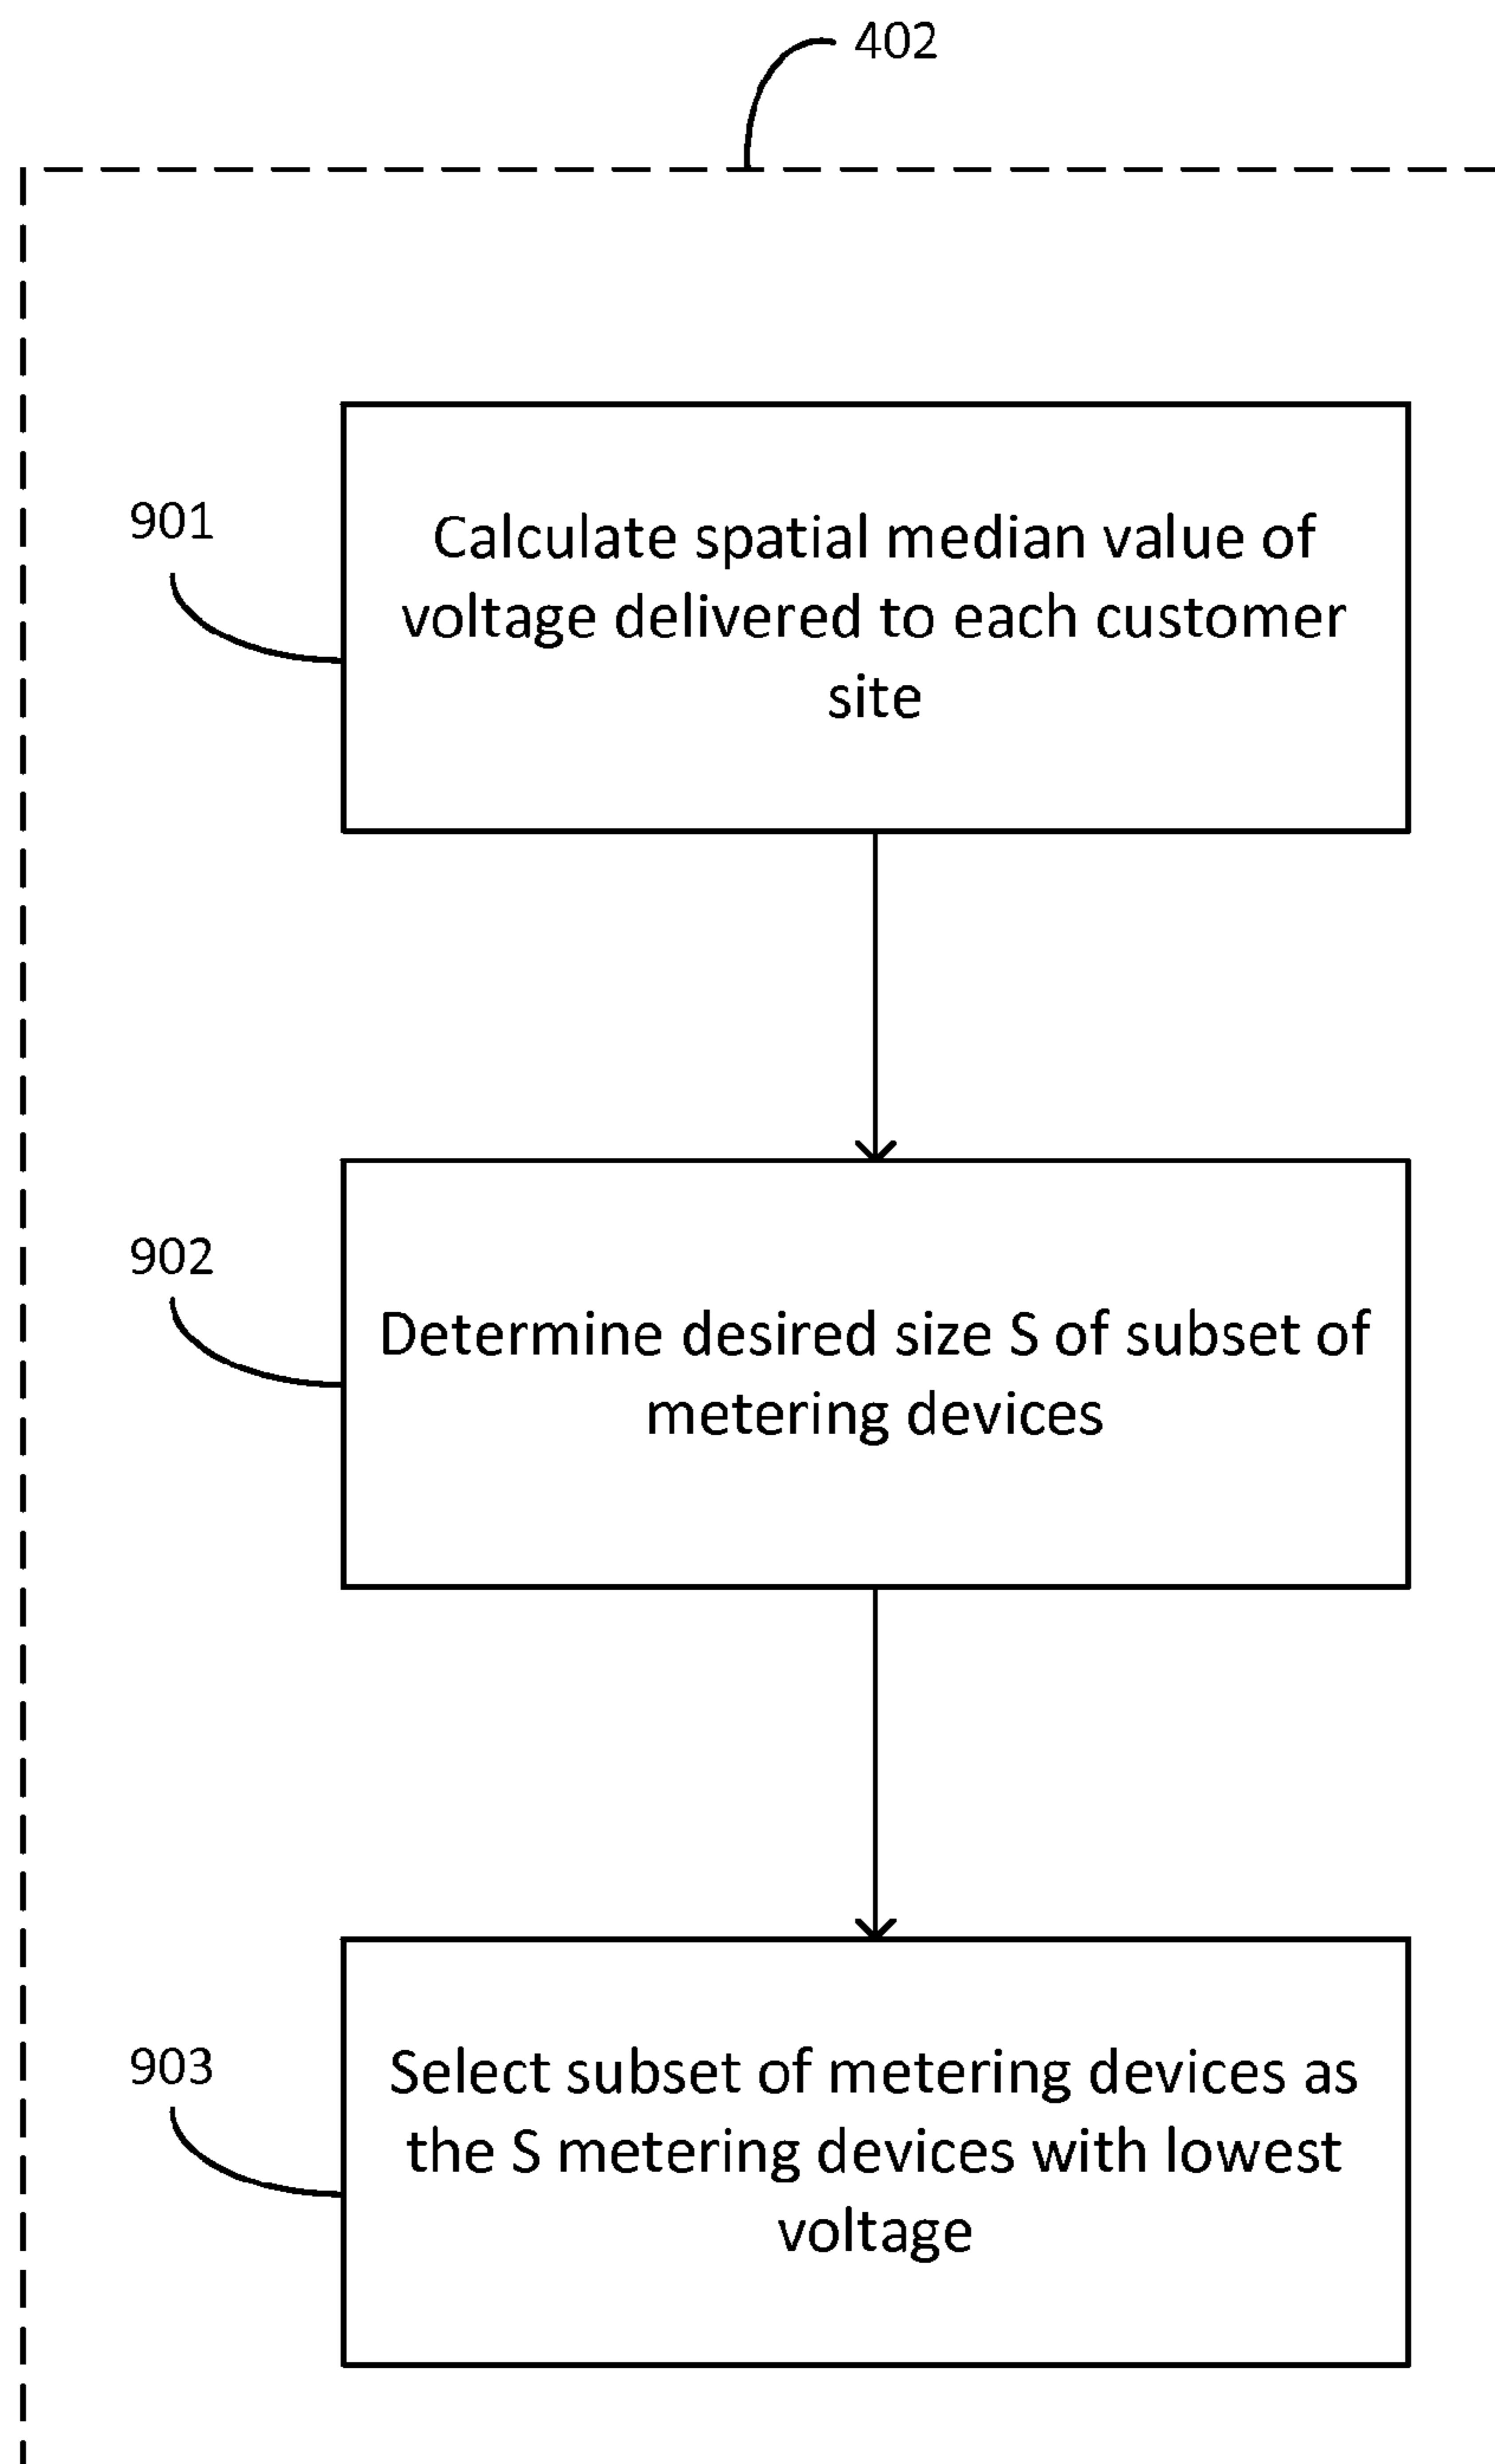 402
901
Calculate spatial median value of
voltage delivered to each customer
site
902
Determine desired size S of subset of
metering devices
903
Select subset of metering devices as
the S metering devices with lowest
voltage